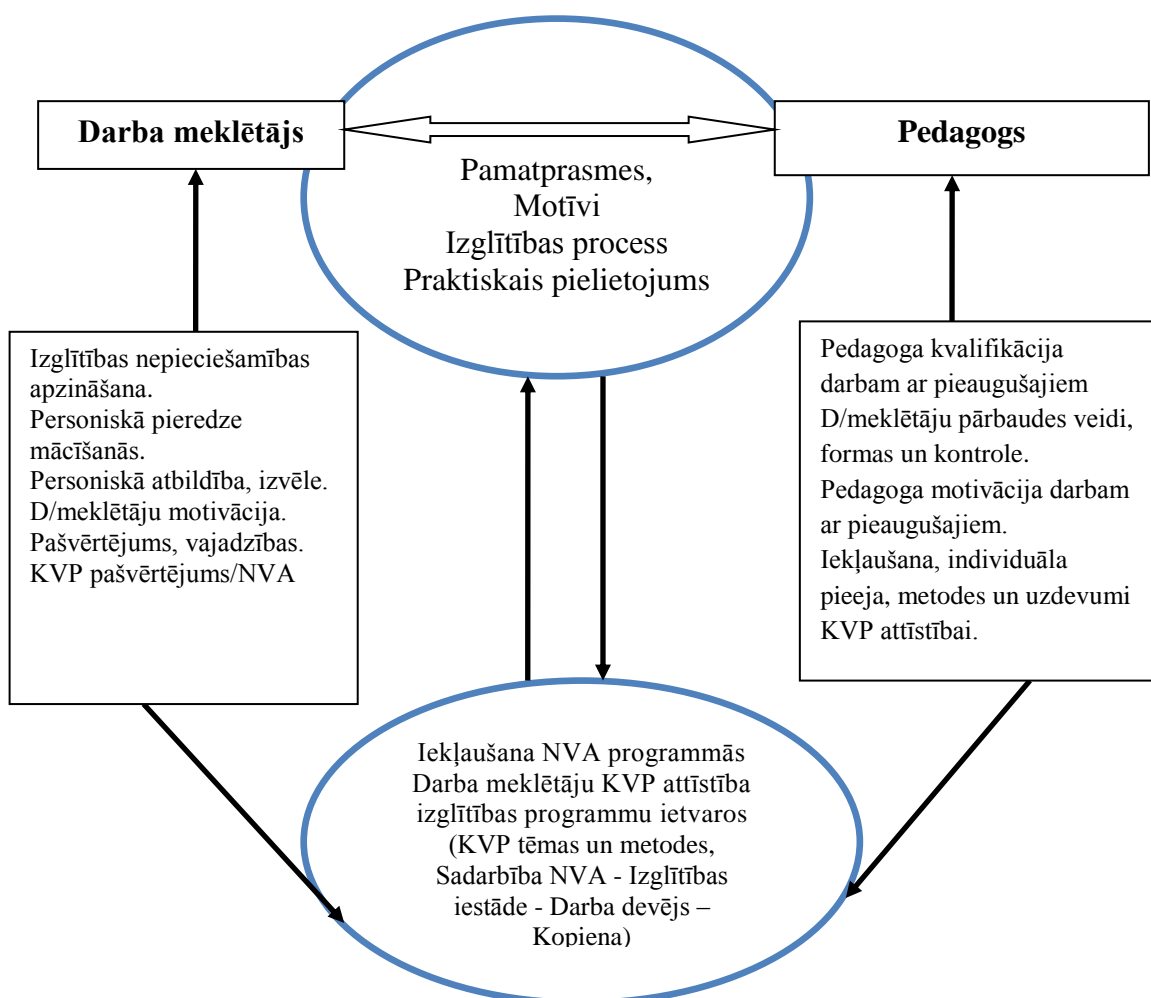 Darba meklētājs
Pedagogs
Pamatprasmes,
Motīvi
Izglītības process
Praktiskais pielietojums
Izglītības nepieciešamības
apzināšana.
Personiskā pieredze
mācīšanās.
Personiskā atbildība, izvēle.
D/meklētāju motivācija.
Pašvērtējums, vajadzības.
KVP pašvērtējums/NVA
Pedagoga kvalifikācija
darbam ar pieaugušajiem
D/meklētāju pārbaudes veidi,
formas un kontrole.
Pedagoga motivācija darbam
ar pieaugušajiem.
Iekļaušana, individuāla
pieeja, metodes un uzdevumi
KVP attīstībai.
Iekļaušana NVA programmās
Darba meklētāju KVP attīstība
izglītības programmu ietvaros
(KVP tēmas un metodes,
Sadarbība NVA - Izglītības
iestāde - Darba devējs –
Kopiena)